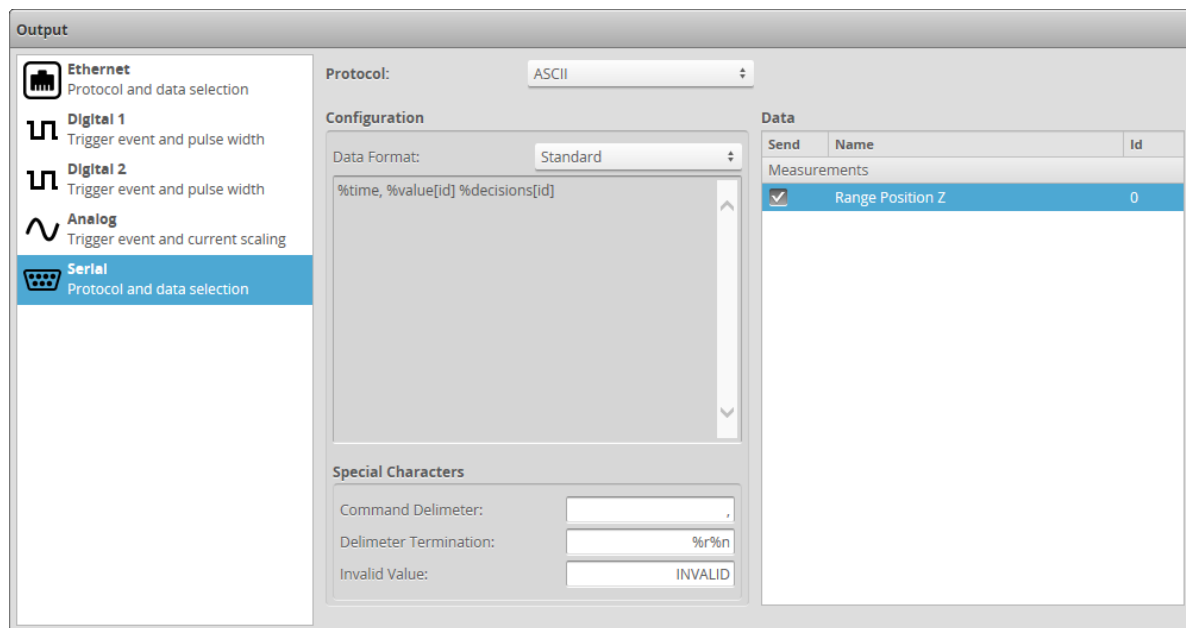 Output
Ethernet
Protocol and data selection
Digital 1
Trigger event and pulse width
Digital 2
Trigger event and pulse width
Analog
Trigger event and current scaling
Serial
Protocol and data selection
Protocol: ASCII
Configuration
Data Format: Standard
%time, %value[id] %decisions[id]
Special Characters
Command Delimeter: ,
Delimeter Termination: %r%n
Invalid Value: INVALID
Data
Send Name Id
Measurements
Range Position Z 0